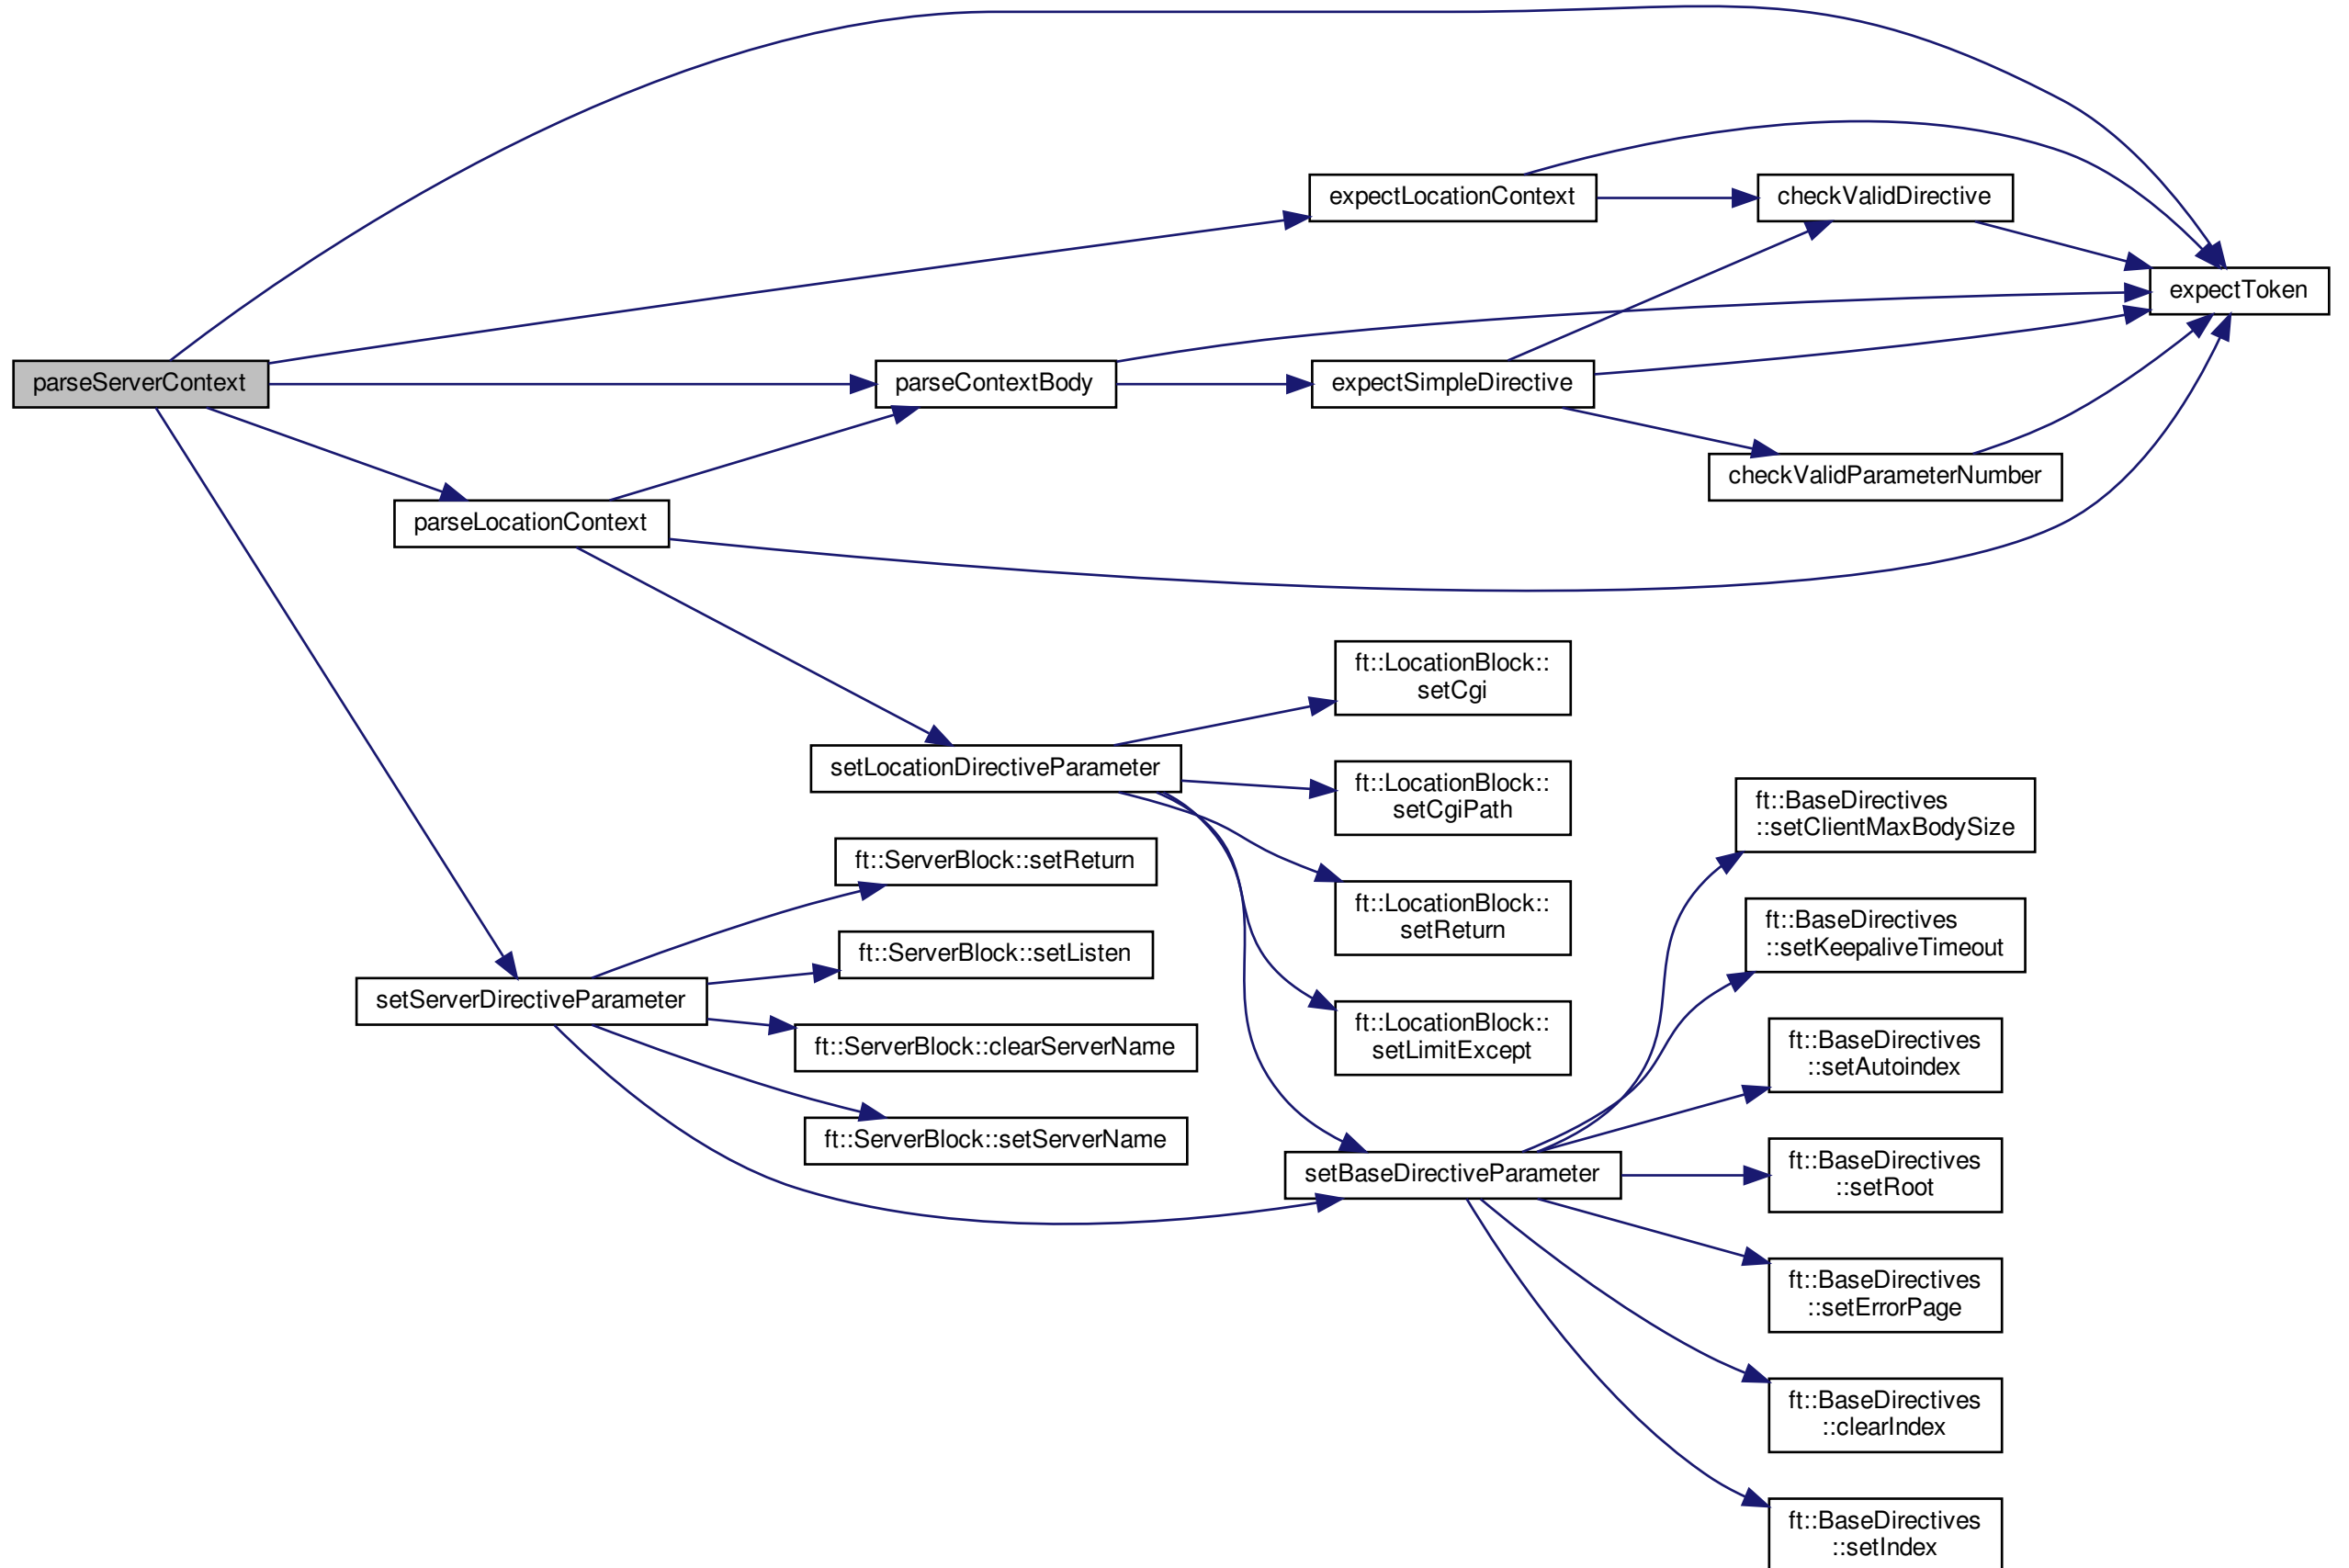 parseServerContext
expectLocationContext
checkValidDirective
expectToken
parseContextBody
expectSimpleDirective
checkValidParameterNumber
parseLocationContext
setLocationDirectiveParameter
ft::LocationBlock::
setCgi
ft::LocationBlock::
setCgiPath
ft::LocationBlock::
setReturn
ft::LocationBlock::
setLimitExcept
setServerDirectiveParameter
ft::ServerBlock::setReturn
ft::ServerBlock::setListen
ft::ServerBlock::clearServerName
ft::ServerBlock::setServerName
setBaseDirectiveParameter
ft::BaseDirectives
::setClientMaxBodySize
ft::BaseDirectives
::setKeepaliveTimeout
ft::BaseDirectives
::setAutoindex
ft::BaseDirectives
::setRoot
ft::BaseDirectives
::setErrorPage
ft::BaseDirectives
::clearIndex
ft::BaseDirectives
::setIndex